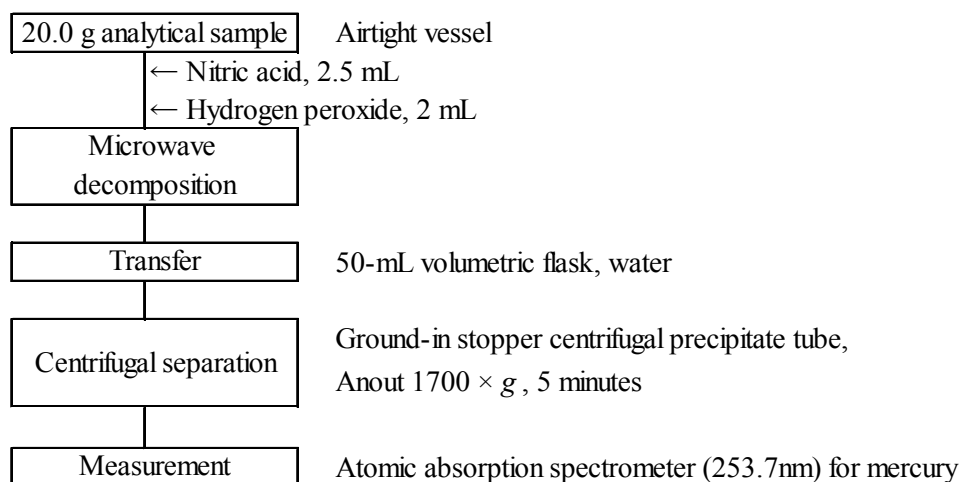 20.0 g analytical sample Airtight vessel
← Nitric acid, 2.5 mL
← Hydrogen peroxide, 2 mL
Microwave
decomposition
Transfer 50-mL volumetric flask, water
Centrifugal separation
Ground-in stopper centrifugal precipitate tube,
Anout 1700 × g , 5 minutes
Measurement Atomic absorption spectrometer (253.7nm) for mercury